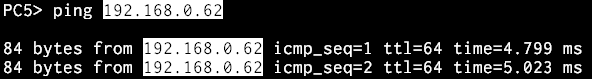 PC5> ping 192.168.0.62
84 bytes from 192.168.0.62 icmp_seq=1 ttl=64 time=4.799 ms
84 bytes from 192.168.0.62 icmp_seq=2 ttl=64 time=5.023 ms